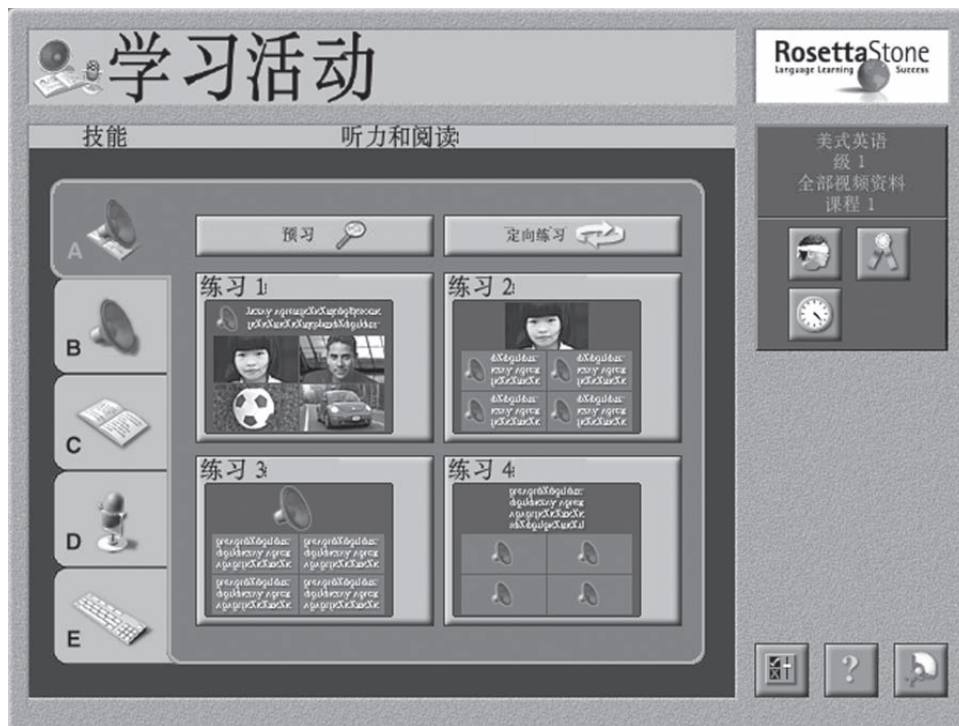 学习活动
RosettaStone
Language Learning Success
技能
听力和阅读
美式英语
级 1
全部视频资料
课程 1
A
预习
定向练习
练习 1
练习 2
B
C
练习 3
练习 4
D
E
?